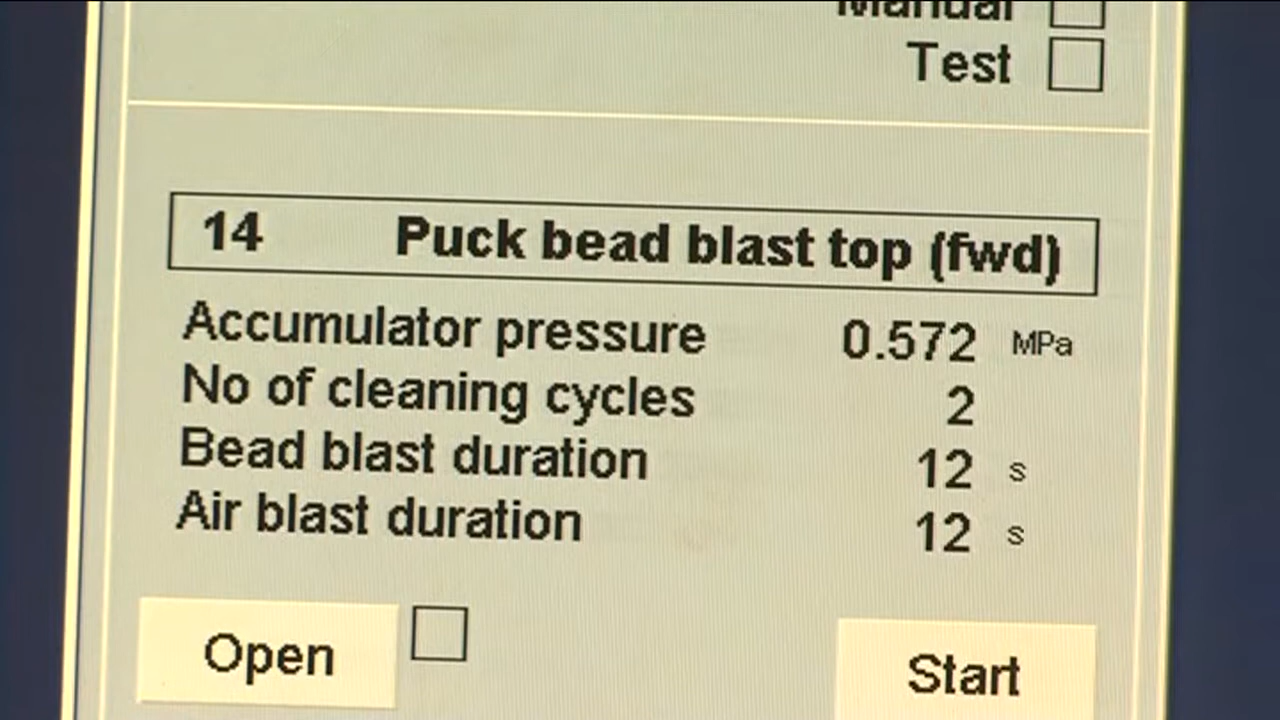 Manual
Test
14 Puck bead blast top (fwd)
Accumulator pressure 0.572 MPa
No of cleaning cycles 2
Bead blast duration 12 s
Air blast duration 12 s
Open Start